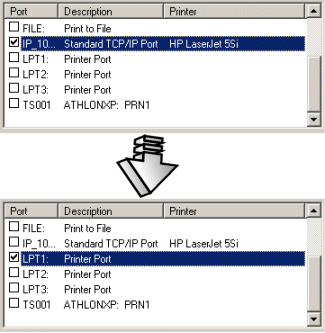 Port Description Printer
FILE: Print to File
IP_10... Standard TCP/IP Port HP LaserJet 5Si
LPT1: Printer Port
LPT2: Printer Port
LPT3: Printer Port
TS001 ATHLONXP: PRN1
Port Description Printer
FILE: Print to File
IP_10... Standard TCP/IP Port HP LaserJet 5Si
LPT1: Printer Port
LPT2: Printer Port
LPT3: Printer Port
TS001 ATHLONXP: PRN1